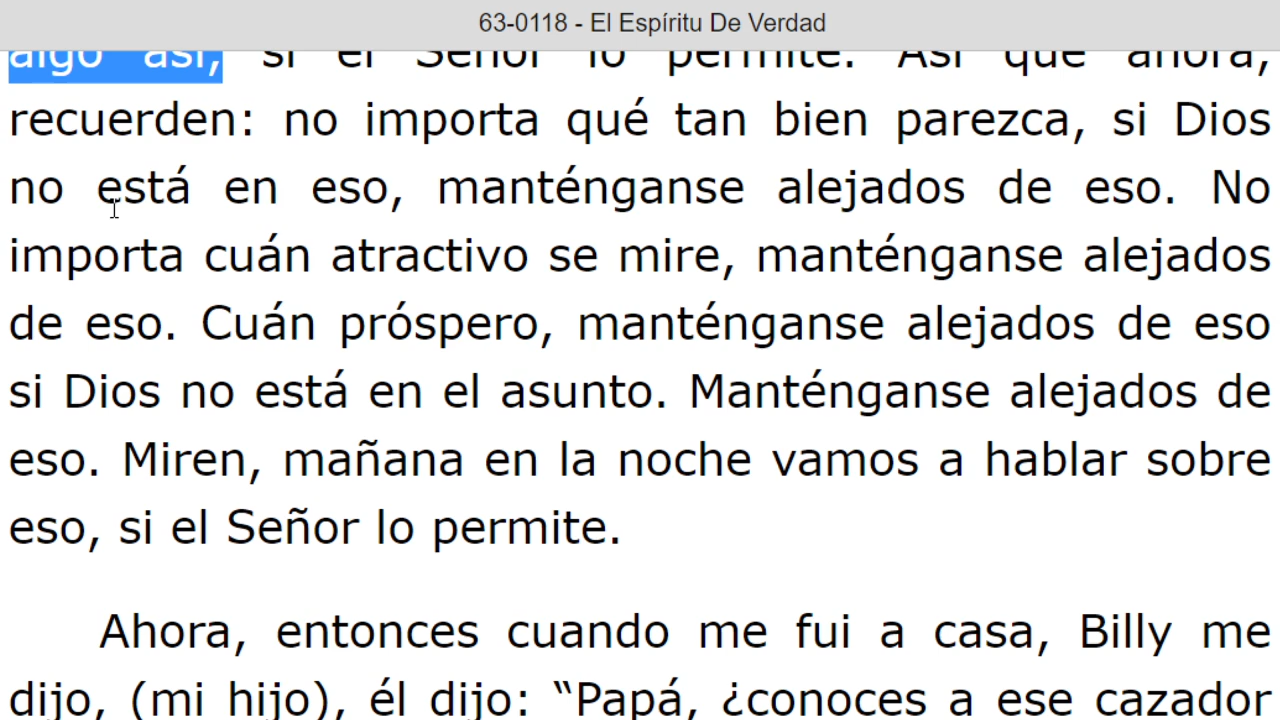 63-0118 - El Espíritu De Verdad
algo así, si el Señor lo permite. Así que ahora,
recuerden: no importa qué tan bien parezca, si Dios
no está en eso, manténganse alejados de eso. No
importa cuán atractivo se mire, manténganse alejados
de eso. Cuán próspero, manténganse alejados de eso
si Dios no está en el asunto. Manténganse alejados de
eso. Miren, mañana en la noche vamos a hablar sobre
eso, si el Señor lo permite.
Ahora, entonces cuando me fui a casa, Billy me
dijo, (mi hijo), él dijo: “Papá, ¿conoces a ese cazador